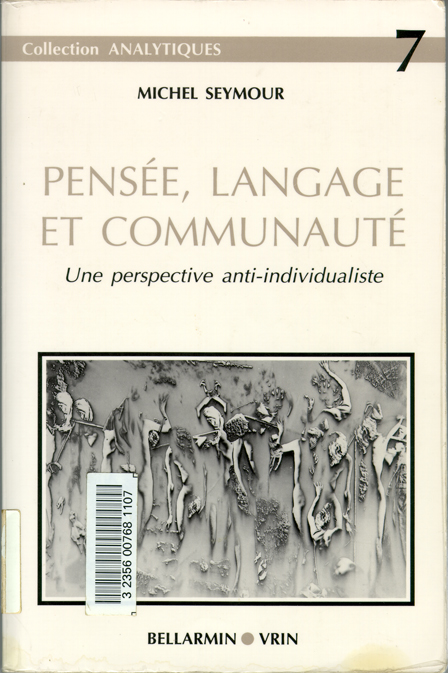 Collection ANALYTIQUES
7
MICHEL SEYMOUR
PENSÉE, LANGAGE
ET COMMUNAUTÉ
Une perspective anti-individualiste
3 2356 00768 1107
BELLARMIN ● VRIN